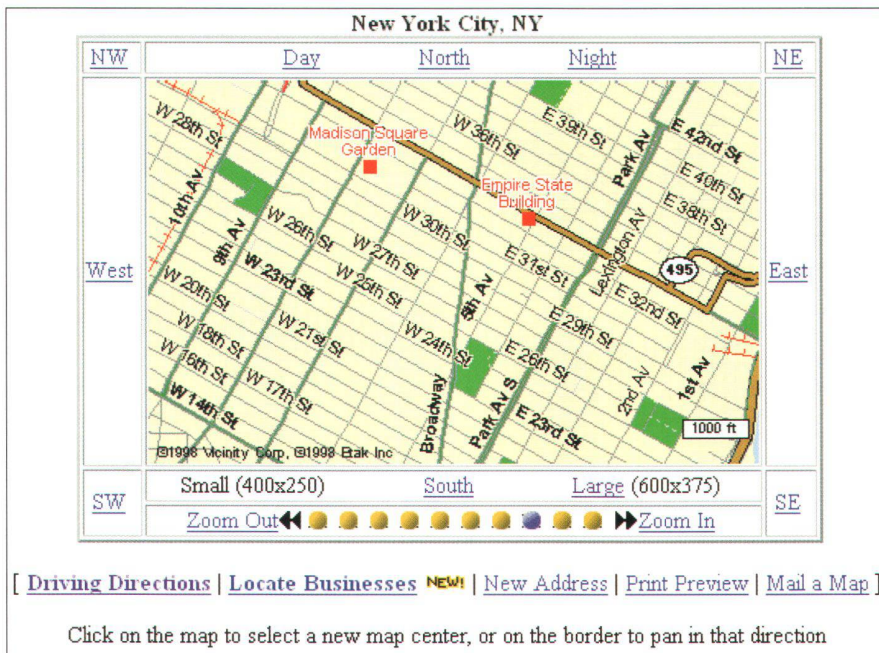 New York City, NY
NW Day North Night NE
W 28th St
Madison Square
Garden
W 36th St
E 39th St
Park Av
E 42nd St
E 40th St
E 38th St
Empire State
Building
10th Av
9th Av
W 26th St
W 30th St
W 27th St
W 25th St
W 23rd St
E 31st St
Lexington Av
495
West
East
W 20th St
5th Av
E 32nd St
W 18th St
W 21st St
W 24th St
E 29th St
W 16th St
W 17th St
E 26th St
2nd Av
1st Av
W 14th St
Broadway
Park Av S
E 23rd St
1000 ft
©1998 Vicinity Corp, ©1998 Etak Inc
SW Small (400x250) South Large (600x375) SE
Zoom Out Zoom In
[ Driving Directions | Locate Businesses NEW! | New Address | Print Preview | Mail a Map ]
Click on the map to select a new map center, or on the border to pan in that direction